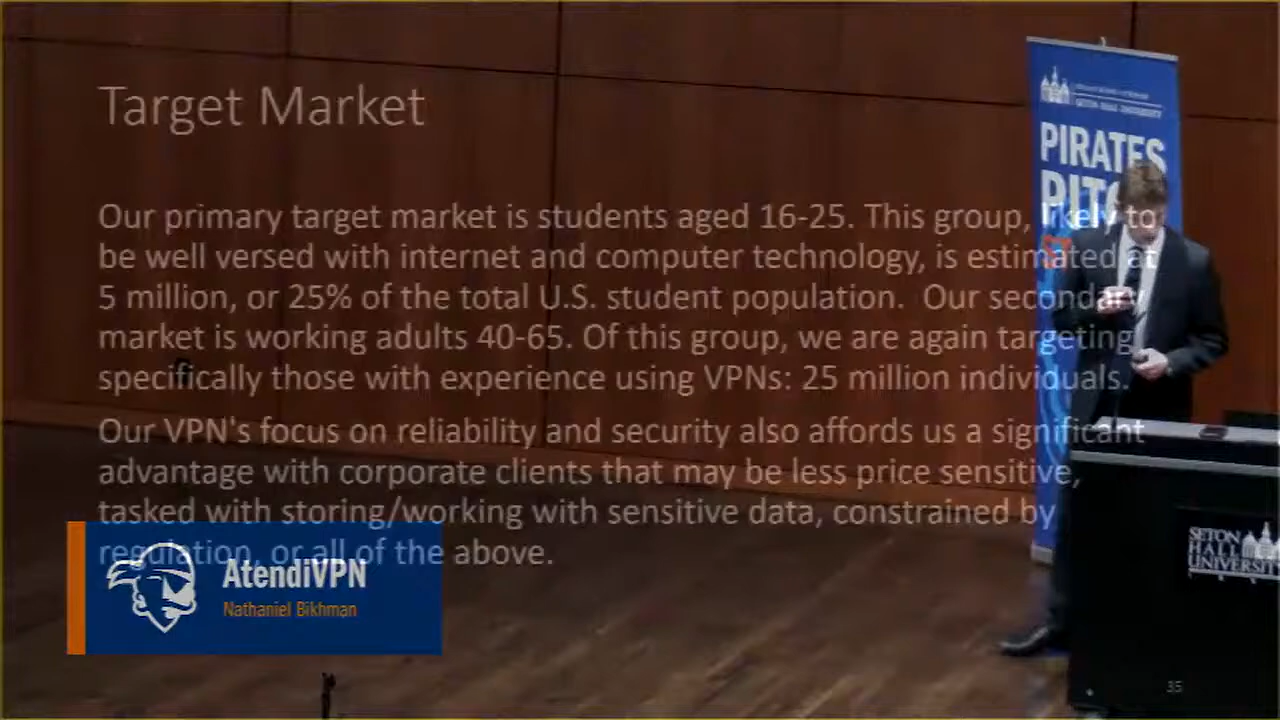 Target Market
Our primary target market is students aged 16-25. This group, likely to
be well versed with internet and computer technology, is estimated at
5 million, or 25% of the total U.S. student population. Our secondary
market is working adults 40-65. Of this group, we are again targeting
specifically those with experience using VPNs: 25 million individuals.
Our VPN's focus on reliability and security also affords us a significant
advantage with corporate clients that may be less price sensitive,
tasked with storing/working with sensitive data, constrained by
regulation, or all of the above.
AtendiVPN
Nathaniel Bikhman
SETON HALL UNIVERSITY
PIRATES
SETON
HALL
UNIVERSITY
35